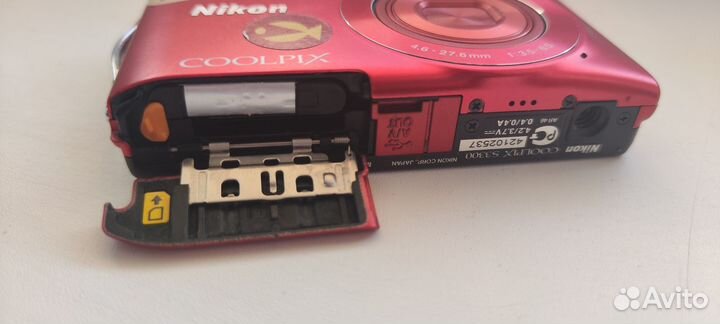 Nikon
COOLPIX
4.6-27.6mm 1:3.5-6.5
A/V
OUT
NIKON CORP. JAPAN
Nikon
COOLPIX S3300
42102537
4.2/3.7V
0.4/0.4A
Avito